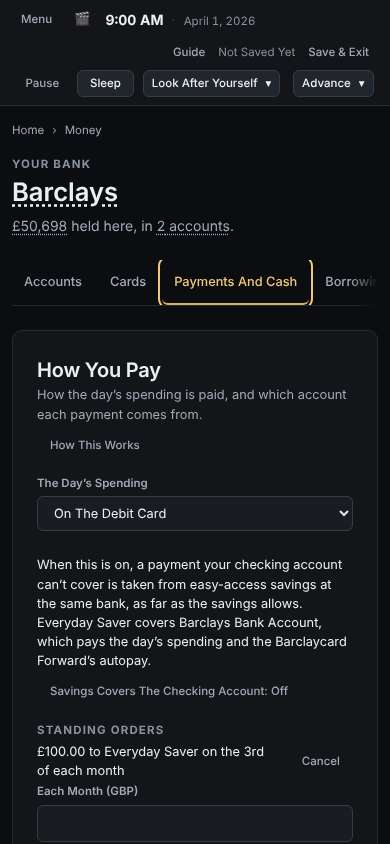 Menu 🎬 9:00 AM · April 1, 2026
Guide Not Saved Yet Save & Exit
Pause Sleep Look After Yourself ▾ Advance ▾
Home › Money
YOUR BANK
Barclays
£50,698 held here, in 2 accounts.
Accounts Cards Payments And Cash Borrowin
How You Pay
How the day's spending is paid, and which account
each payment comes from.
How This Works
The Day's Spending
On The Debit Card
When this is on, a payment your checking account
can't cover is taken from easy-access savings at
the same bank, as far as the savings allows.
Everyday Saver covers Barclays Bank Account,
which pays the day's spending and the Barclaycard
Forward's autopay.
Savings Covers The Checking Account: Off
STANDING ORDERS
£100.00 to Everyday Saver on the 3rd
of each month
Cancel
Each Month (GBP)